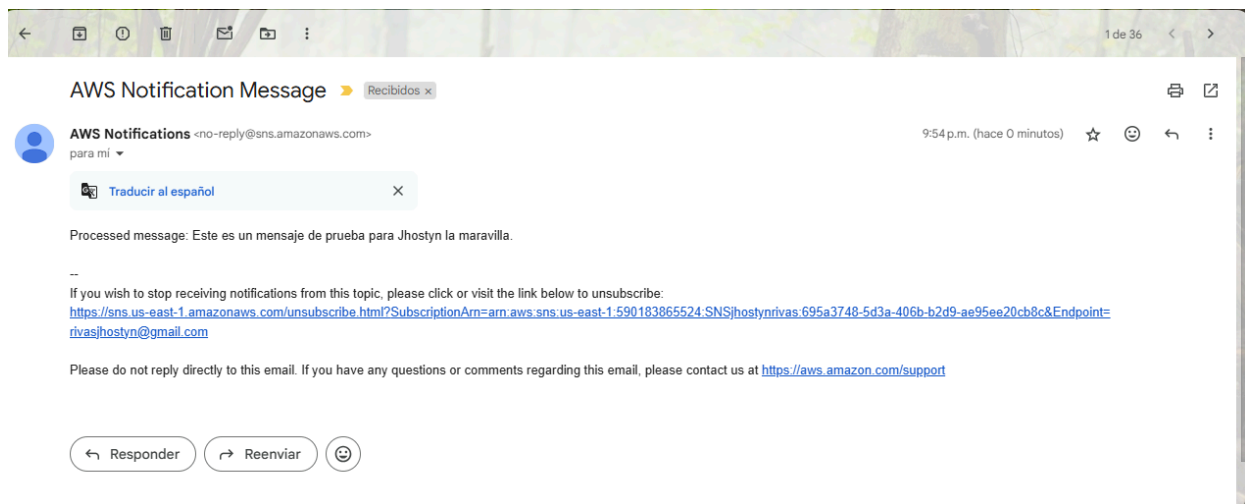 1 de 36
AWS Notification Message Recibidos ×
AWS Notifications <no-reply@sns.amazonaws.com> 9:54 p.m. (hace 0 minutos)
para mí
Traducir al español
Processed message: Este es un mensaje de prueba para Jhostyn la maravilla.
--
If you wish to stop receiving notifications from this topic, please click or visit the link below to unsubscribe:
https://sns.us-east-1.amazonaws.com/unsubscribe.html?SubscriptionArn=arn:aws:sns:us-east-1:590183865524:SNSjhostynrivas:695a3748-5d3a-406b-b2d9-ae95ee20cb8c&Endpoint=
rivasjhostyn@gmail.com
Please do not reply directly to this email. If you have any questions or comments regarding this email, please contact us at https://aws.amazon.com/support
Responder Reenviar